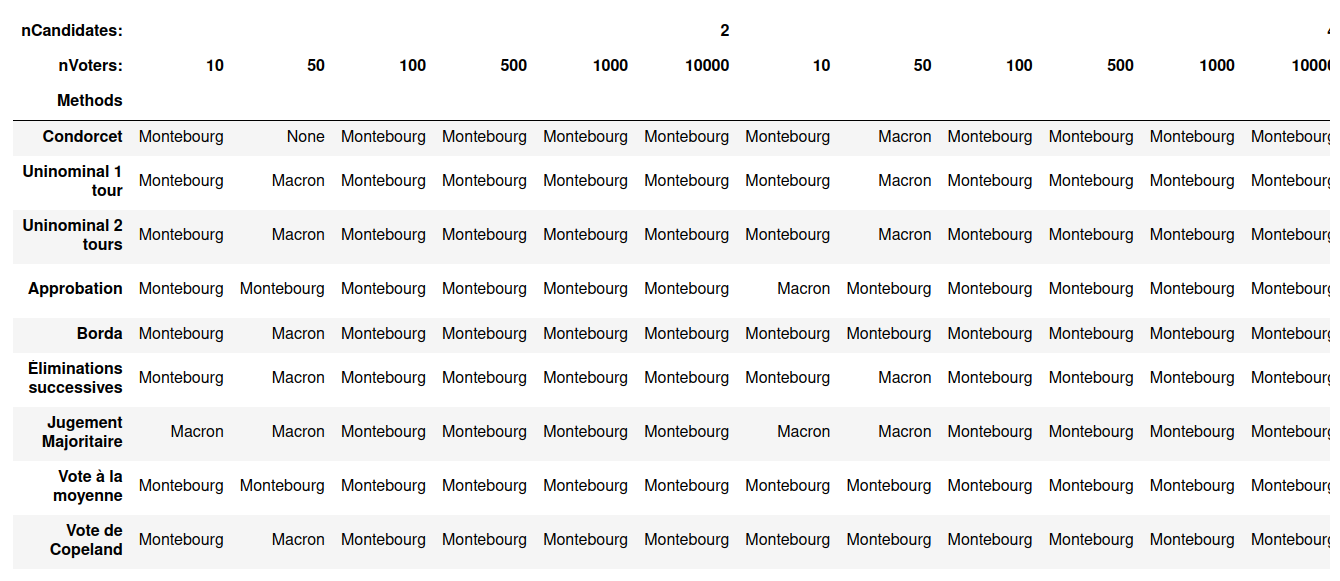 nCandidates: 2
nVoters: 10 50 100 500 1000 10000 10 50 100 500 1000 10000
Methods
Condorcet Montebourg None Montebourg Montebourg Montebourg Montebourg Montebourg Macron Montebourg Montebourg Montebourg Montebourg
Uninominal 1
tour Montebourg Macron Montebourg Montebourg Montebourg Montebourg Montebourg Macron Montebourg Montebourg Montebourg Montebourg
Uninominal 2
tours Montebourg Macron Montebourg Montebourg Montebourg Montebourg Montebourg Macron Montebourg Montebourg Montebourg Montebourg
Approbation Montebourg Montebourg Montebourg Montebourg Montebourg Montebourg Macron Montebourg Montebourg Montebourg Montebourg Montebourg
Borda Montebourg Macron Montebourg Montebourg Montebourg Montebourg Montebourg Montebourg Montebourg Montebourg Montebourg Montebourg
Éliminations
successives Montebourg Macron Montebourg Montebourg Montebourg Montebourg Montebourg Macron Montebourg Montebourg Montebourg Montebourg
Jugement
Majoritaire Macron Macron Montebourg Montebourg Montebourg Montebourg Macron Macron Montebourg Montebourg Montebourg Montebourg
Vote à la
moyenne Montebourg Montebourg Montebourg Montebourg Montebourg Montebourg Montebourg Montebourg Montebourg Montebourg Montebourg Montebourg
Vote de
Copeland Montebourg Macron Montebourg Montebourg Montebourg Montebourg Montebourg Montebourg Montebourg Montebourg Montebourg Montebourg